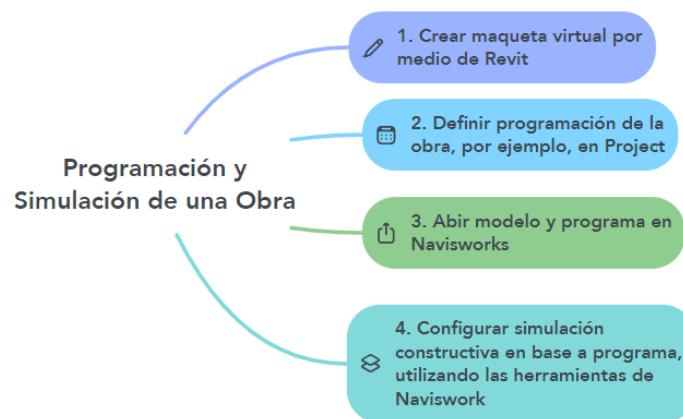 Programación y
Simulación de una Obra
1. Crear maqueta virtual por
medio de Revit
2. Definir programación de la
obra, por ejemplo, en Project
3. Abir modelo y programa en
Navisworks
4. Configurar simulación
constructiva en base a programa,
utilizando las herramientas de
Naviswork